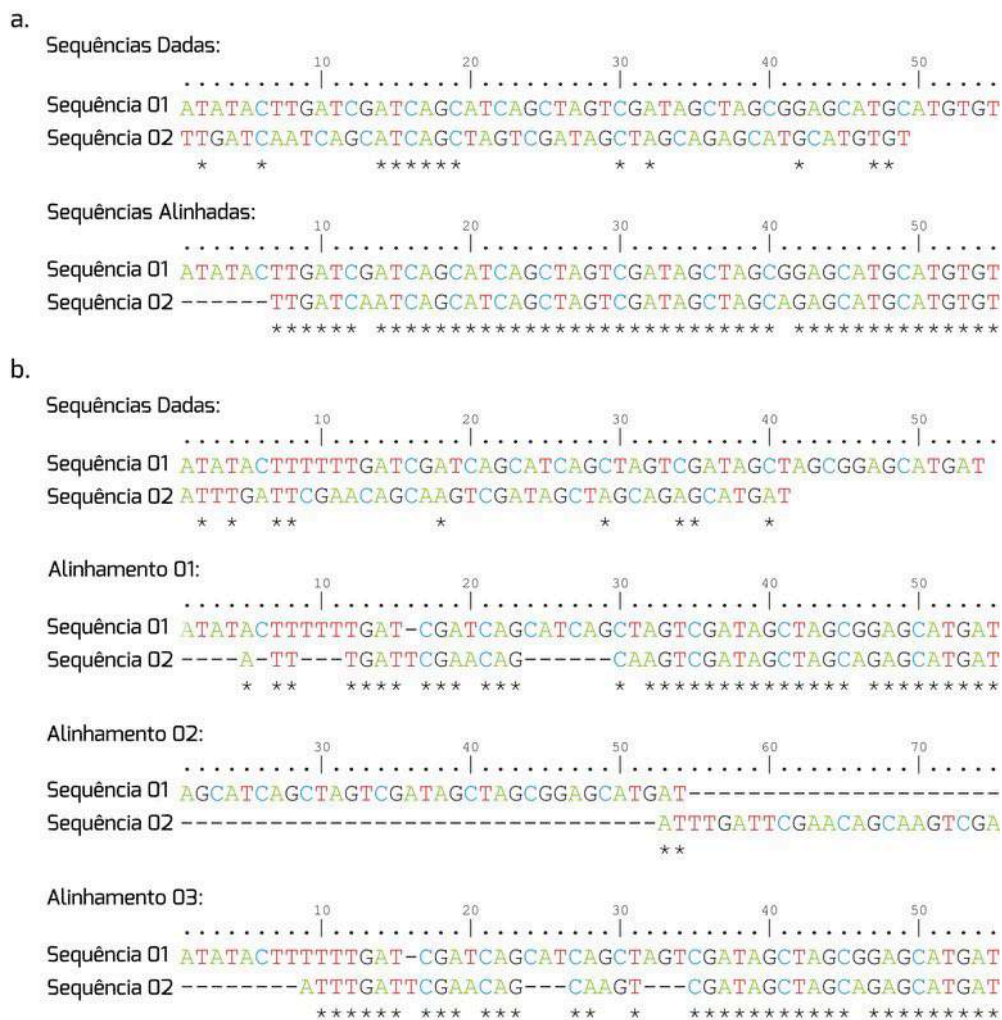 a.
Sequências Dadas:
10 20 30 40 50
Sequência 01 ATATACTTGATCGATCAGCATCAGCTAGTCGATAGCTAGCGGAGCATGCATGTGT
Sequência 02 TTGATCAATCAGCATCAGCTAGTCGATAGCTAGCAGAGCATGCATGTGT
* * ****** * * * **
Sequências Alinhadas:
10 20 30 40 50
Sequência 01 ATATACTTGATCGATCAGCATCAGCTAGTCGATAGCTAGCGGAGCATGCATGTGT
Sequência 02 ------TTGATCAATCAGCATCAGCTAGTCGATAGCTAGCAGAGCATGCATGTGT
****** *************************** **************
b.
Sequências Dadas:
10 20 30 40 50
Sequência 01 ATATACTTTTTTGATCGATCAGCATCAGCTAGTCGATAGCTAGCGGAGCATGAT
Sequência 02 ATTTGATTCGAACAGCAAGTCGATAGCTAGCAGAGCATGAT
* * ** * * ** *
Alinhamento 01:
10 20 30 40 50
Sequência 01 ATATACTTTTTTGAT-CGATCAGCATCAGCTAGTCGATAGCTAGCGGAGCATGAT
Sequência 02 ----A-TT---TGATTCGAACAG------CAAGTCGATAGCTAGCAGAGCATGAT
* ** **** *** *** * ************** *********
Alinhamento 02:
30 40 50 60 70
Sequência 01 AGCATCAGCTAGTCGATAGCTAGCGGAGCATGAT---------------------
Sequência 02 --------------------------------ATTTGATTCGAACAGCAAGTCGA
**
Alinhamento 03:
10 20 30 40 50
Sequência 01 ATATACTTTTTTGAT-CGATCAGCATCAGCTAGTCGATAGCTAGCGGAGCATGAT
Sequência 02 --------ATTTGATTCGAACAG---CAAGT---CGATAGCTAGCAGAGCATGAT
****** *** *** ** * *********** *********